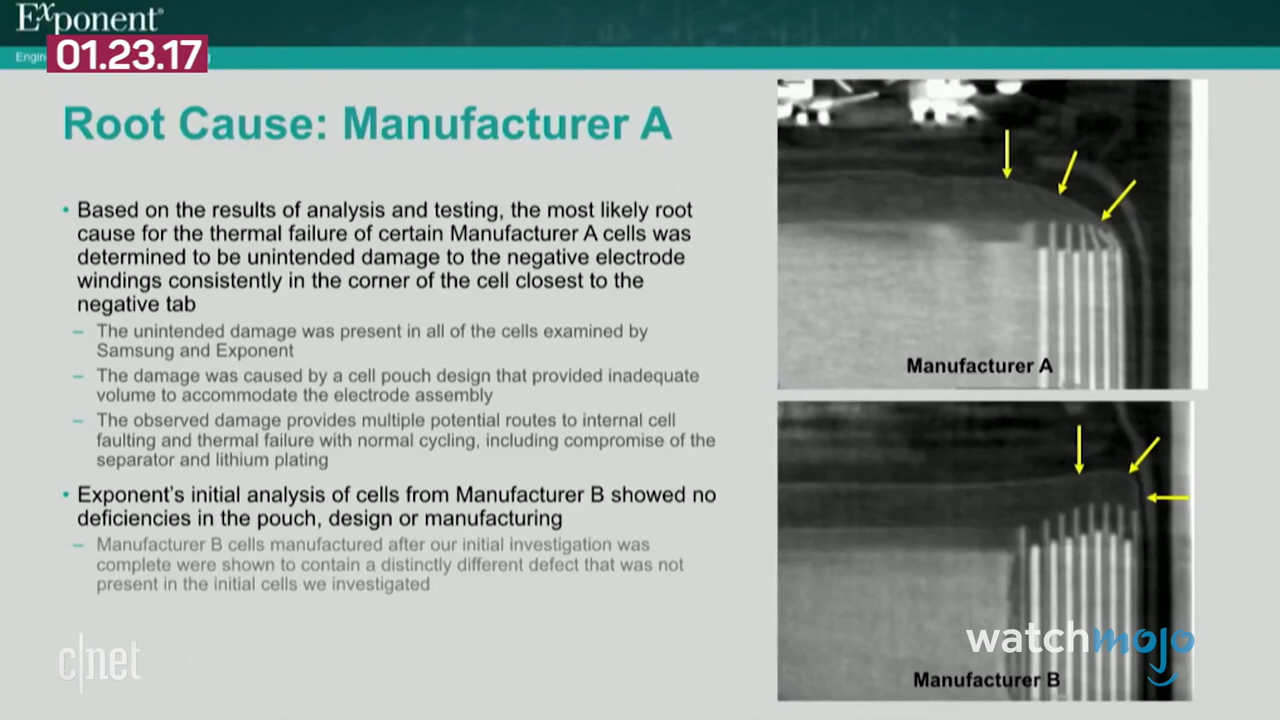 Exponent®
Engin
01.23.17
Root Cause: Manufacturer A
• Based on the results of analysis and testing, the most likely root
cause for the thermal failure of certain Manufacturer A cells was
determined to be unintended damage to the negative electrode
windings consistently in the corner of the cell closest to the
negative tab
– The unintended damage was present in all of the cells examined by
Samsung and Exponent
– The damage was caused by a cell pouch design that provided inadequate
volume to accommodate the electrode assembly
– The observed damage provides multiple potential routes to internal cell
faulting and thermal failure with normal cycling, including compromise of the
separator and lithium plating
• Exponent's initial analysis of cells from Manufacturer B showed no
deficiencies in the pouch, design or manufacturing
– Manufacturer B cells manufactured after our initial investigation was
complete were shown to contain a distinctly different defect that was not
present in the initial cells we investigated
Manufacturer A
Manufacturer B
c|net
watchmojo